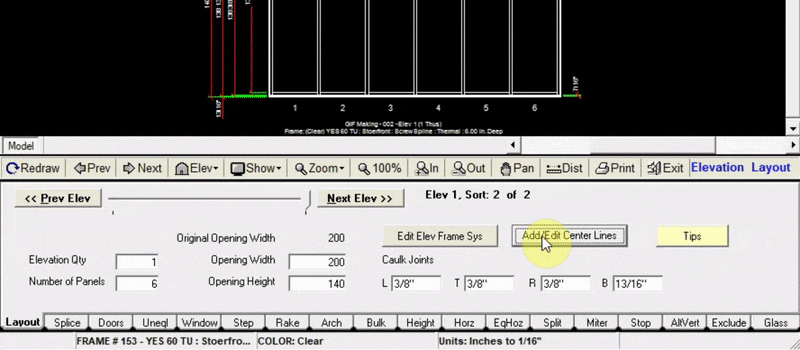 1 2 3 4 5 6
GIF Making - 002 - Elev 1 (1 Thus)
Frame: (Clear) YES 60 TU : Stoerfront : Screw Spline : Thermal : 6.00 In. Deep
Model
Redraw Prev Next Elev Show Zoom 100% In Out Pan Dist Print Exit Elevation Layout
<< Prev Elev Next Elev >> Elev 1, Sort: 2 of 2
Original Opening Width 200 Edit Elev Frame Sys Add/Edit Center Lines Tips
Elevation Qty 1 Opening Width 200 Caulk Joints
Number of Panels 6 Opening Height 140 L 3/8" T 3/8" R 3/8" B 13/16"
Layout Splice Doors Uneql Window Step Rake Arch Bulk Height Horz EqHoz Split Miter Stop AltVert Exclude Glass
FRAME # 153 - YES 60 TU : Stoerfro... COLOR: Clear Units: Inches to 1/16"